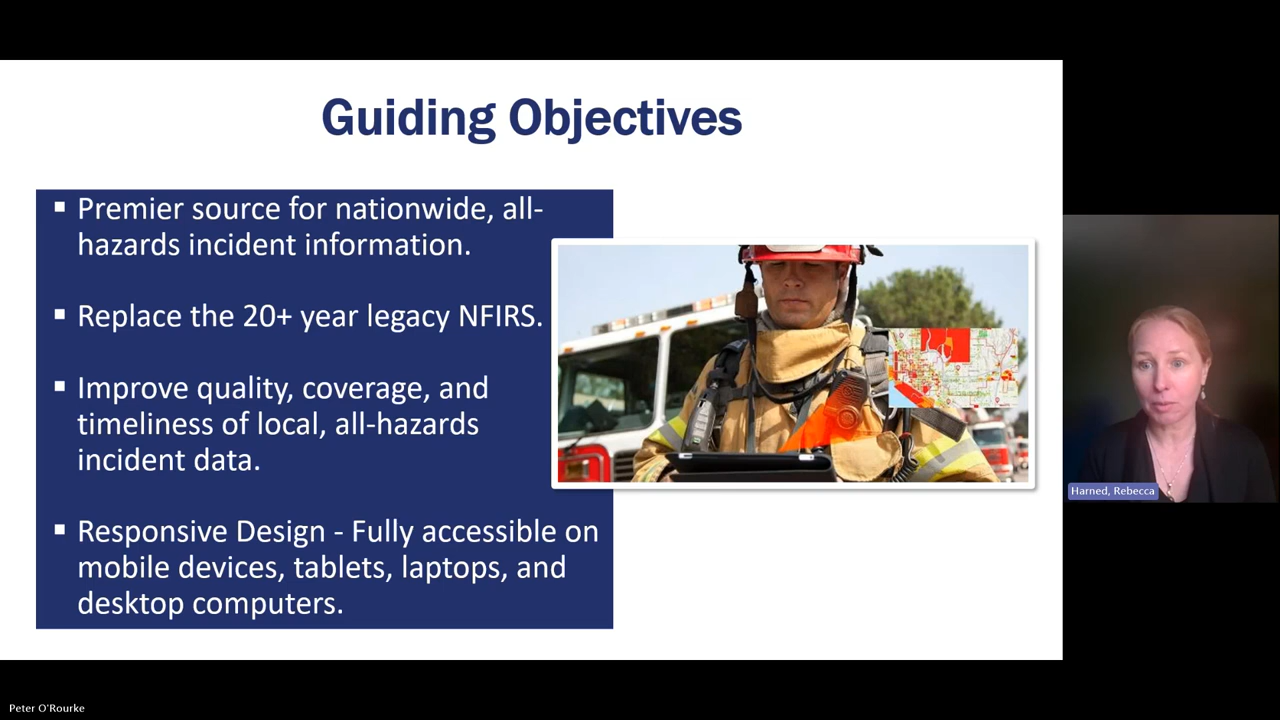 Guiding Objectives
▪ Premier source for nationwide, all-
hazards incident information.
▪ Replace the 20+ year legacy NFIRS.
▪ Improve quality, coverage, and
timeliness of local, all-hazards
incident data.
▪ Responsive Design - Fully accessible on
mobile devices, tablets, laptops, and
desktop computers.
Harned, Rebecca
Peter O'Rourke